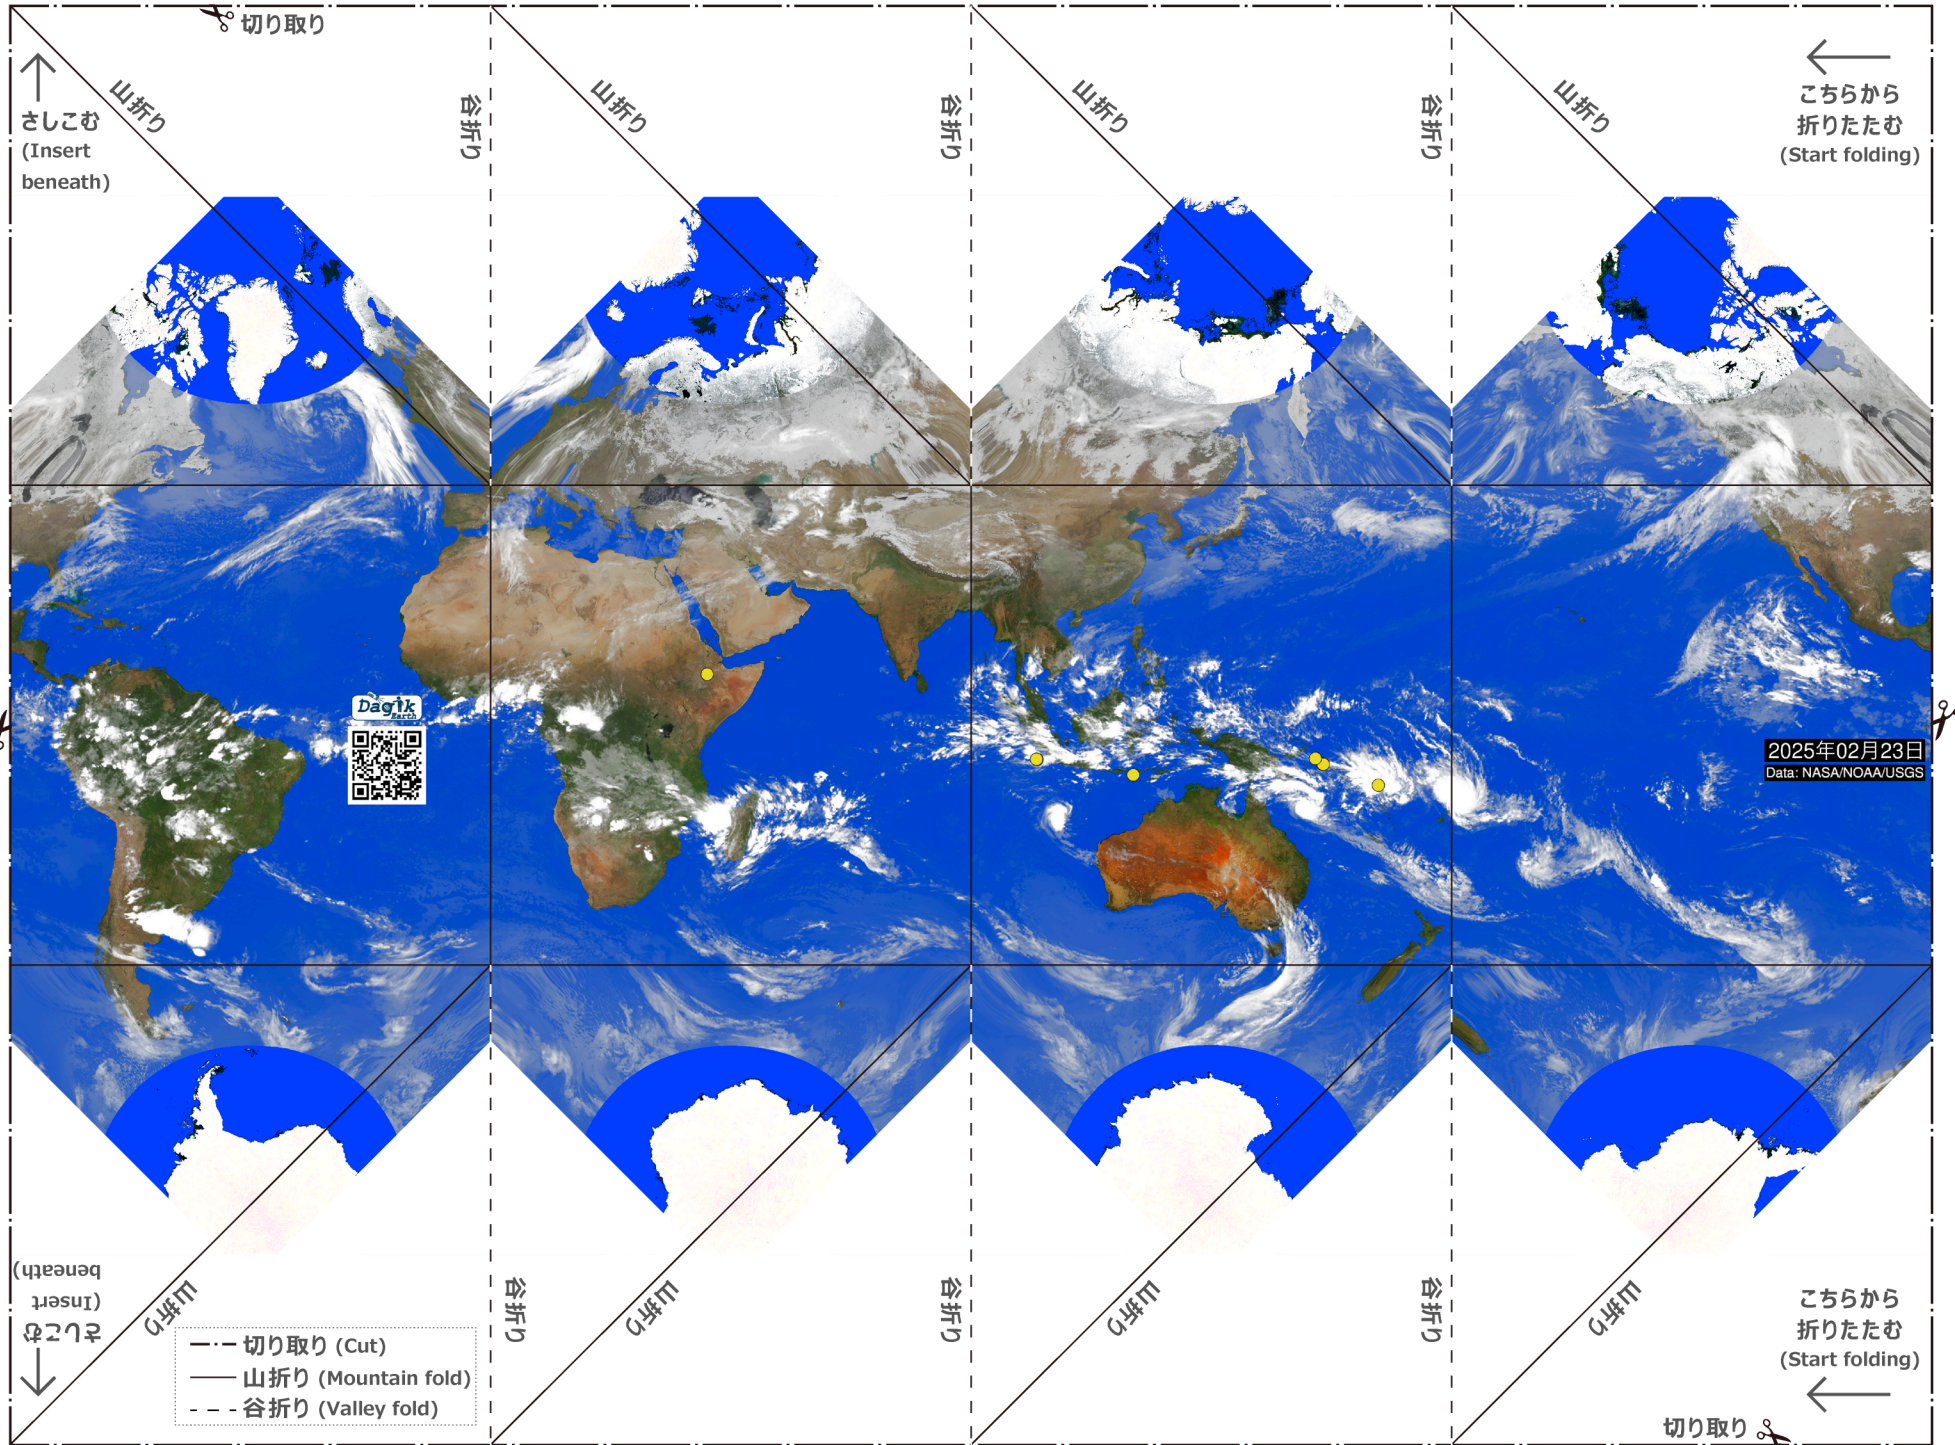 切り取り
山折り
谷折り
山折り
谷折り
山折り
谷折り
山折り
さしこむ
(Insert
beneath)
こちらから
折りたたむ
(Start folding)
Dagik
Earth
2025年02月23日
Data: NASA/NOAA/USGS
さしこむ
(Insert
beneath)
山折り
谷折り
山折り
谷折り
山折り
谷折り
山折り
こちらから
折りたたむ
(Start folding)
切り取り (Cut)
山折り (Mountain fold)
谷折り (Valley fold)
切り取り